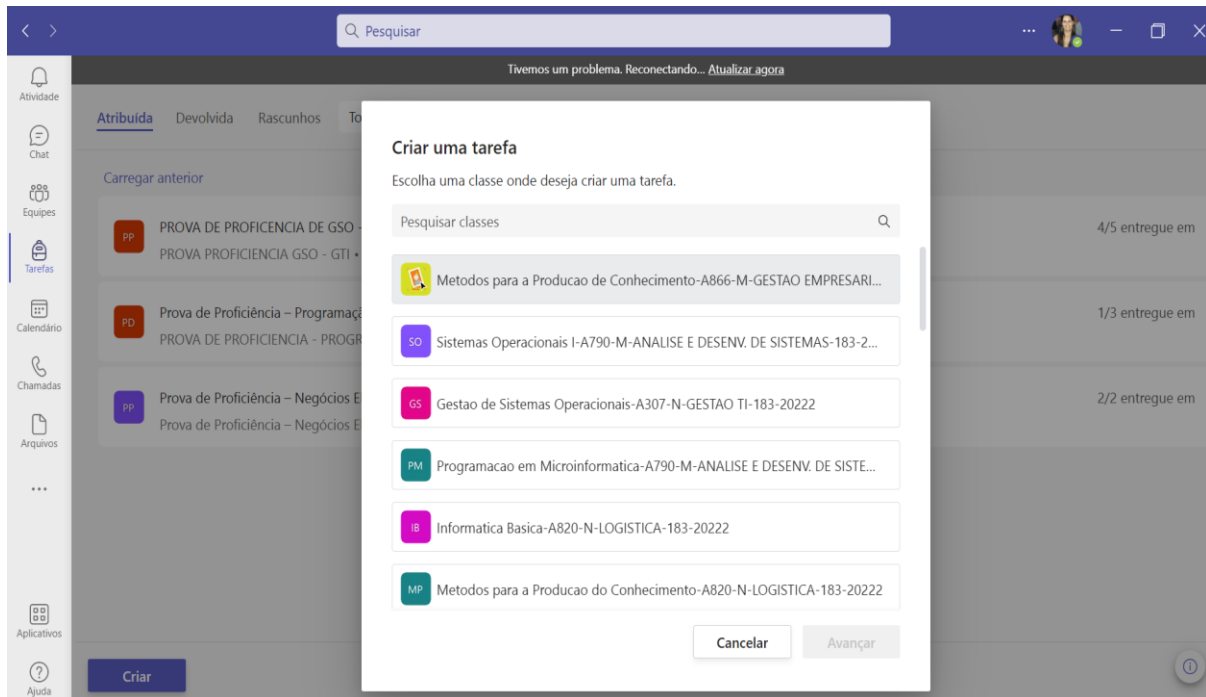 Pesquisar
Tivemos um problema. Reconectando... Atualizar agora
Atividade
Chat
Equipes
Tarefas
Calendário
Chamadas
Arquivos
Aplicativos
Ajuda
Atribuída Devolvida Rascunhos To
Carregar anterior
PP
PROVA DE PROFICENCIA DE GSO -
PROVA PROFICIENCIA GSO - GTI •
4/5 entregue em
PD
Prova de Proficiência – Programaçã
PROVA DE PROFICIENCIA - PROGR
1/3 entregue em
PP
Prova de Proficiência – Negócios E
Prova de Proficiência – Negócios E
2/2 entregue em
Criar
Criar uma tarefa
Escolha uma classe onde deseja criar uma tarefa.
Pesquisar classes
Metodos para a Producao de Conhecimento-A866-M-GESTAO EMPRESARI...
SO Sistemas Operacionais I-A790-M-ANALISE E DESENV. DE SISTEMAS-183-2...
GS Gestao de Sistemas Operacionais-A307-N-GESTAO TI-183-20222
PM Programacao em Microinformatica-A790-M-ANALISE E DESENV. DE SISTE...
IB Informatica Basica-A820-N-LOGISTICA-183-20222
MP Metodos para a Producao do Conhecimento-A820-N-LOGISTICA-183-20222
Cancelar Avançar